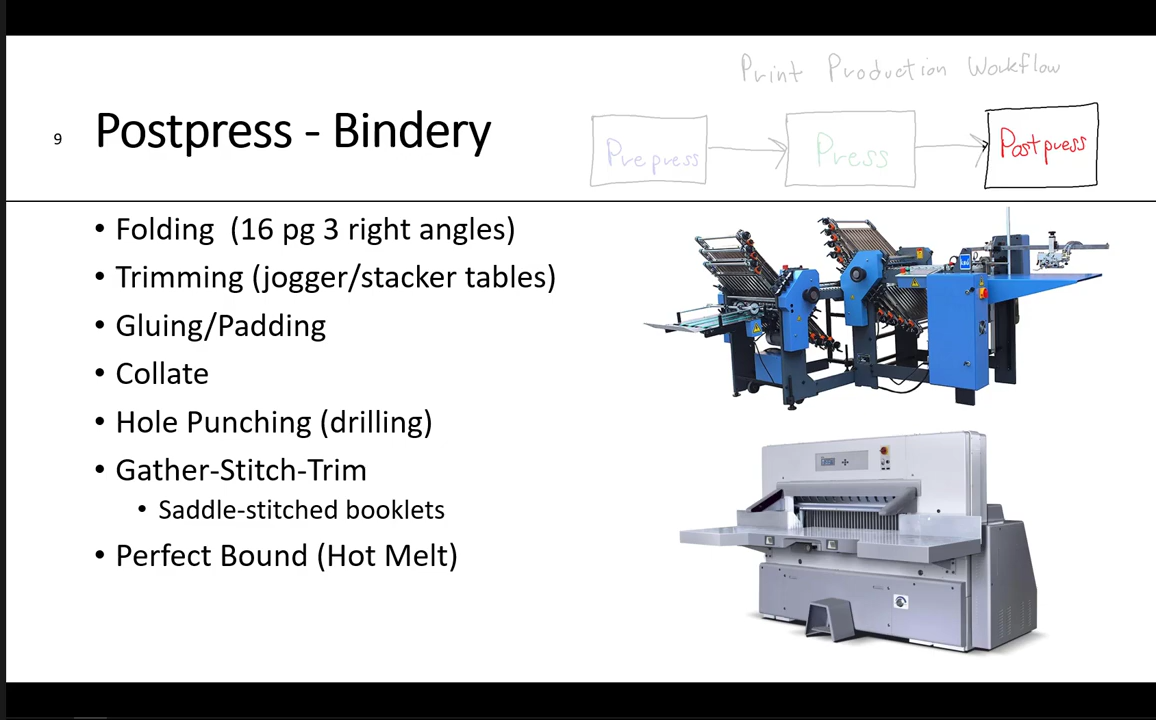 Print Production Workflow
9
Postpress - Bindery
Prepress
Press
Postpress
• Folding (16 pg 3 right angles)
• Trimming (jogger/stacker tables)
• Gluing/Padding
• Collate
• Hole Punching (drilling)
• Gather-Stitch-Trim
• Saddle-stitched booklets
• Perfect Bound (Hot Melt)